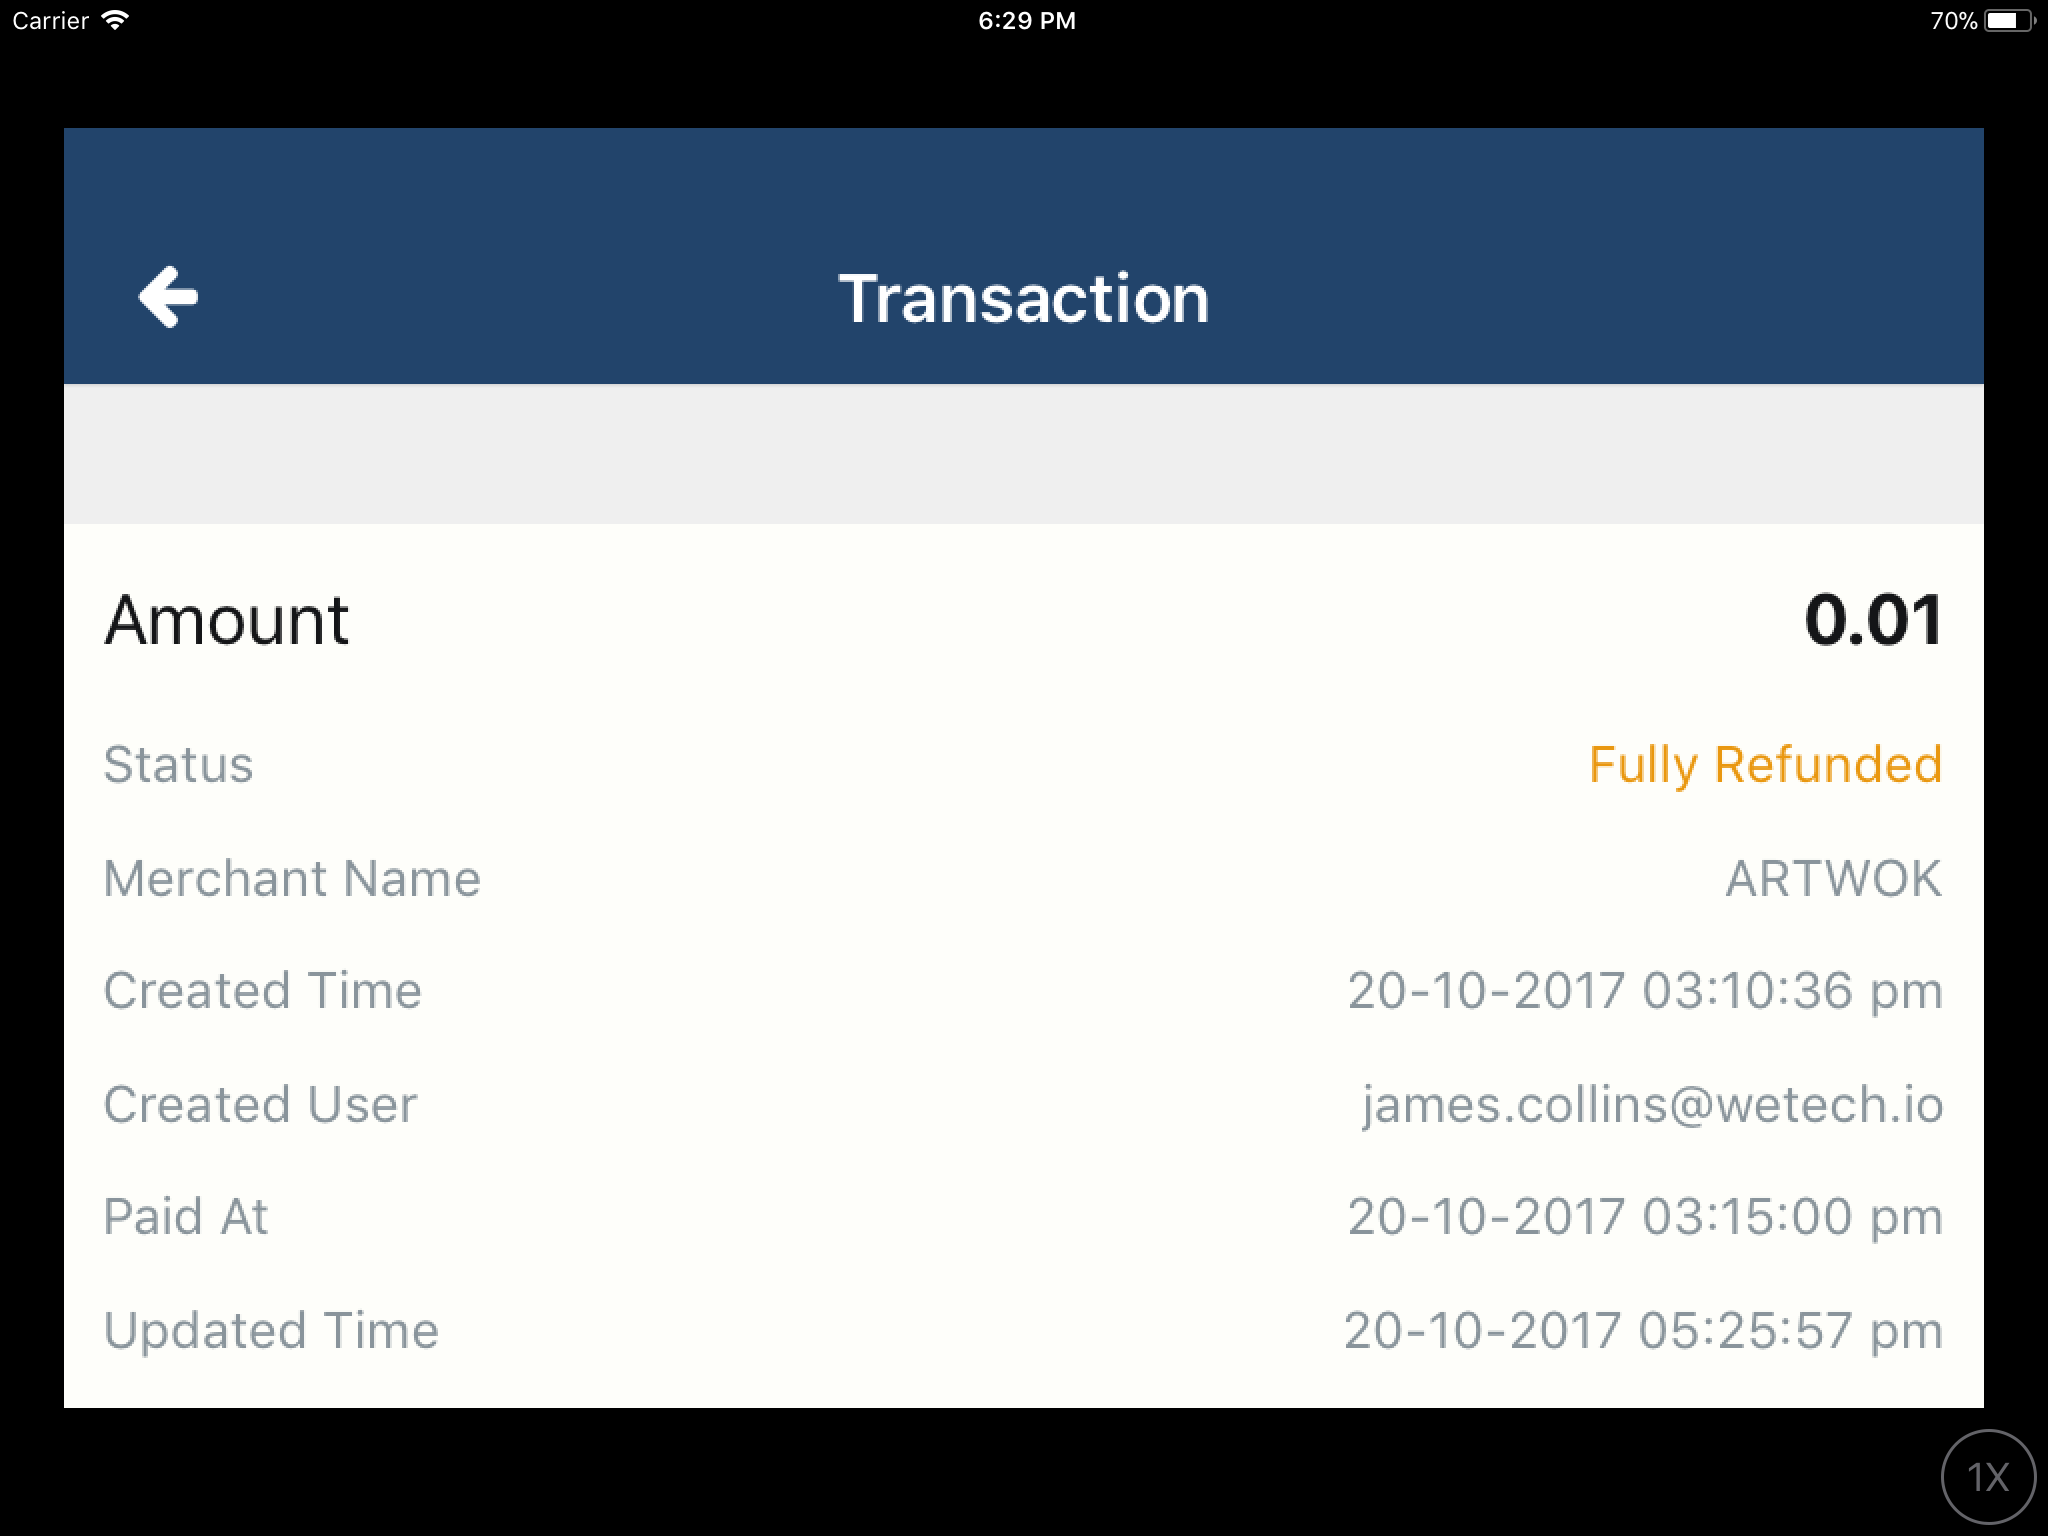 Carrier 6:29 PM 70%
Transaction
Amount 0.01
Status Fully Refunded
Merchant Name ARTWOK
Created Time 20-10-2017 03:10:36 pm
Created User james.collins@wetech.io
Paid At 20-10-2017 03:15:00 pm
Updated Time 20-10-2017 05:25:57 pm
1X